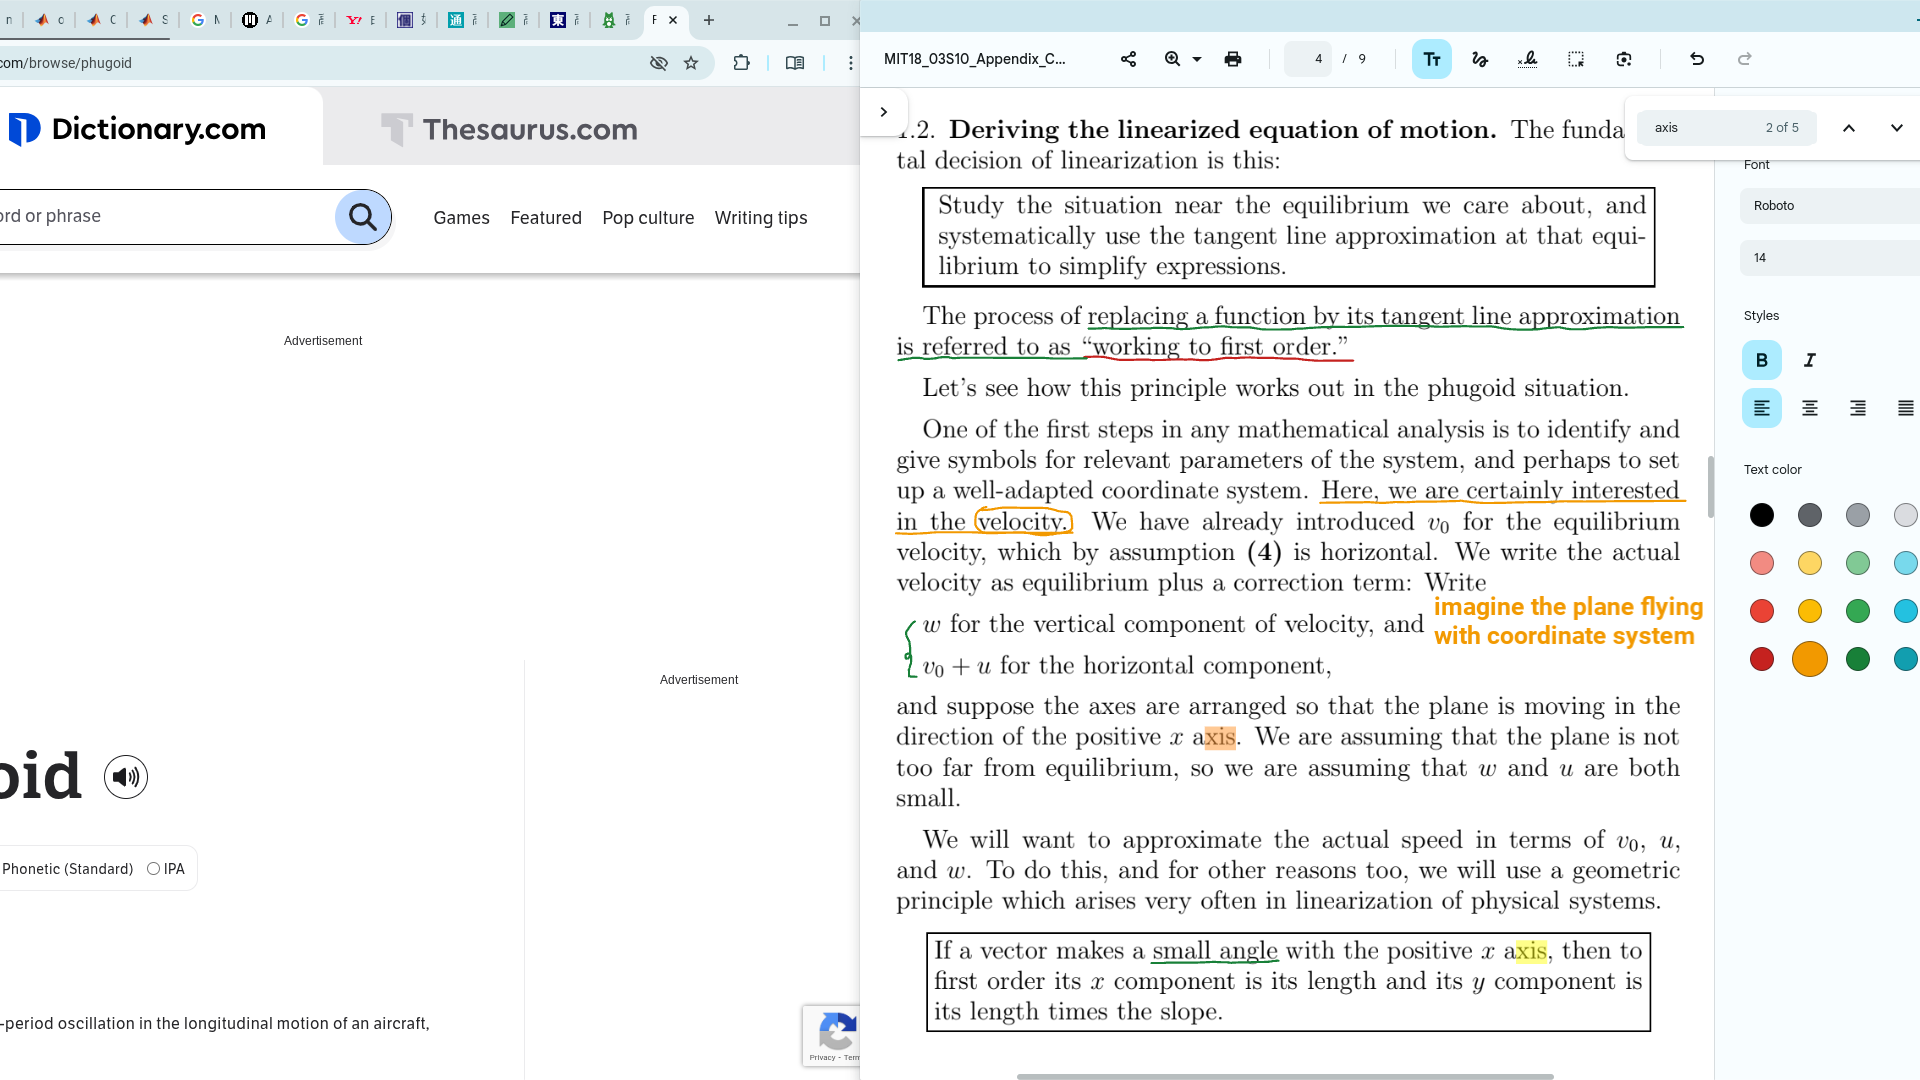 n
o
C
S
M
A
G
E
F
com/browse/phugoid
Dictionary.com
Thesaurus.com
ord or phrase
Games Featured Pop culture Writing tips
Advertisement
Advertisement
oid
Phonetic (Standard) IPA
-period oscillation in the longitudinal motion of an aircraft,
Privacy - Term
MIT18_03S10_Appendix_C...
4 / 9
axis 2 of 5
1.2. Deriving the linearized equation of motion. The funda
tal decision of linearization is this:
Study the situation near the equilibrium we care about, and
systematically use the tangent line approximation at that equi-
librium to simplify expressions.
The process of replacing a function by its tangent line approximation
is referred to as “working to first order.”
Let’s see how this principle works out in the phugoid situation.
One of the first steps in any mathematical analysis is to identify and
give symbols for relevant parameters of the system, and perhaps to set
up a well-adapted coordinate system. Here, we are certainly interested
in the velocity. We have already introduced v₀ for the equilibrium
velocity, which by assumption (4) is horizontal. We write the actual
velocity as equilibrium plus a correction term: Write
imagine the plane flying
with coordinate system
w for the vertical component of velocity, and
v₀ + u for the horizontal component,
and suppose the axes are arranged so that the plane is moving in the
direction of the positive x axis. We are assuming that the plane is not
too far from equilibrium, so we are assuming that w and u are both
small.
We will want to approximate the actual speed in terms of v₀, u,
and w. To do this, and for other reasons too, we will use a geometric
principle which arises very often in linearization of physical systems.
If a vector makes a small angle with the positive x axis, then to
first order its x component is its length and its y component is
its length times the slope.
Font
Roboto
14
Styles
B I
Text color